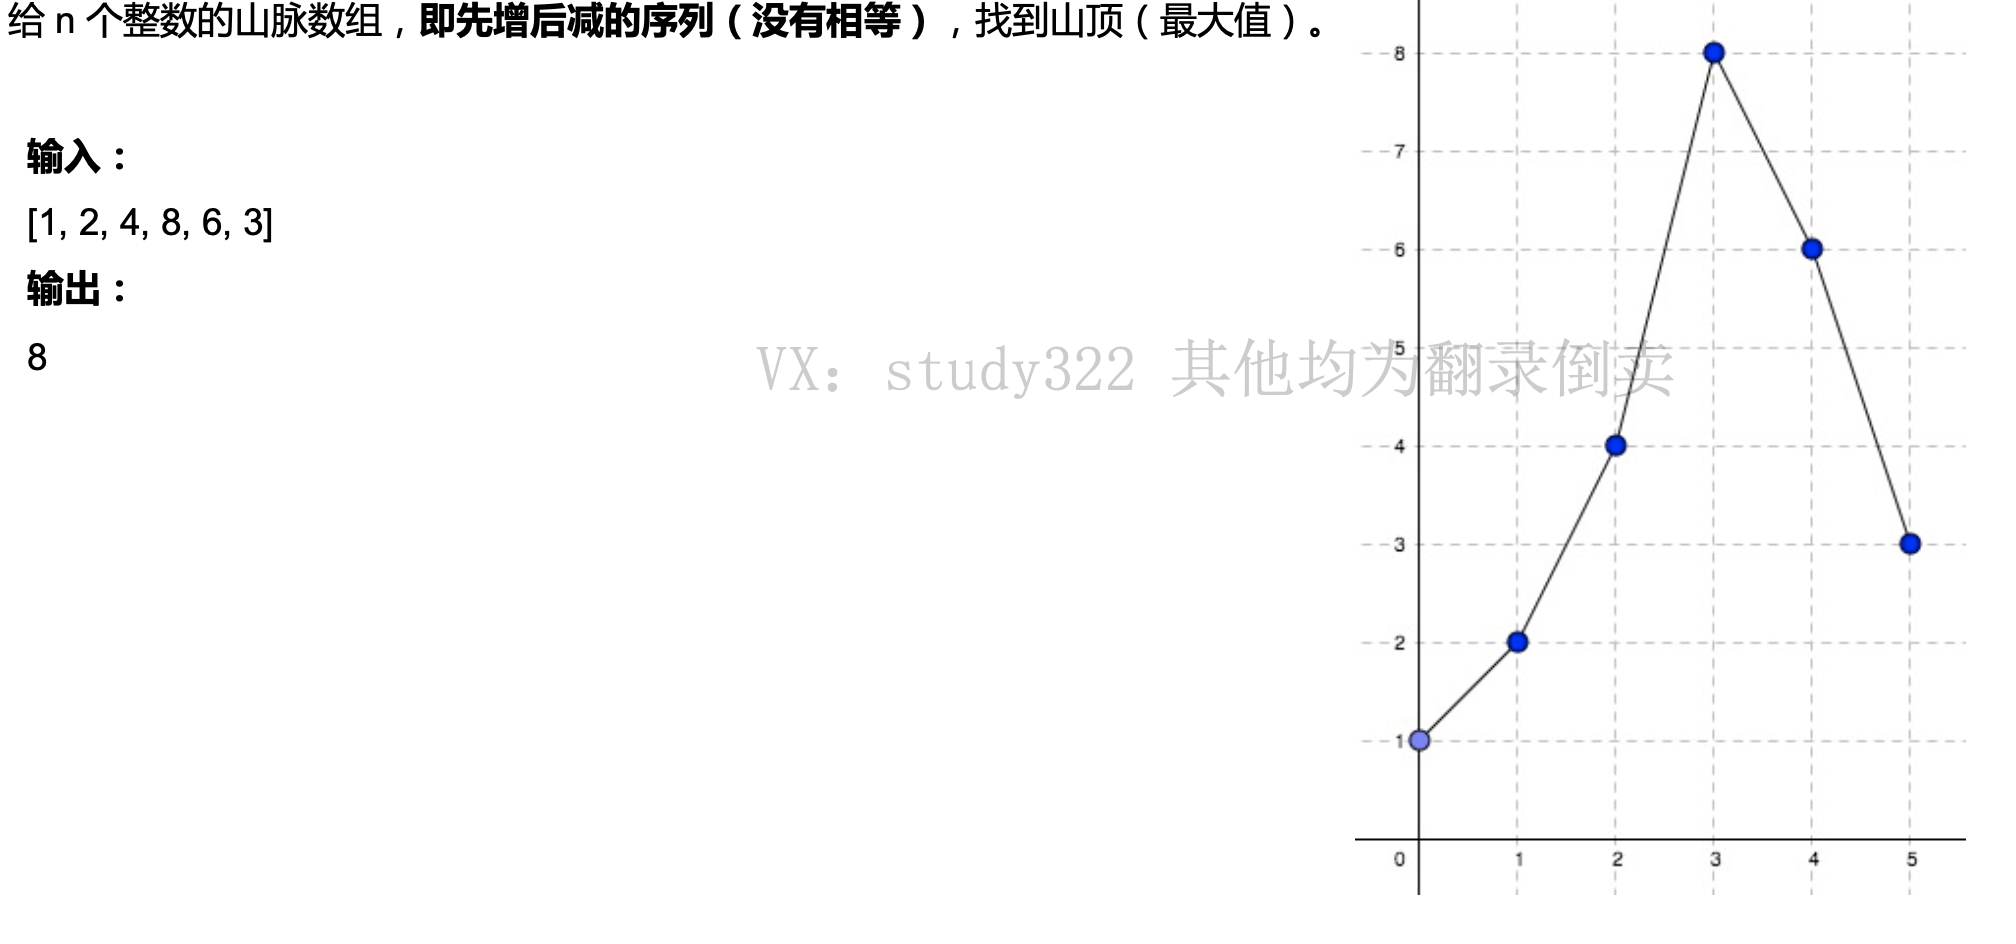 给 n 个整数的山脉数组，即先增后减的序列（没有相等），找到山顶（最大值）。
输入：
[1, 2, 4, 8, 6, 3]
输出：
8
VX：study322 其他均为翻录倒卖
8
7
6
5
4
3
2
1
0 1 2 3 4 5